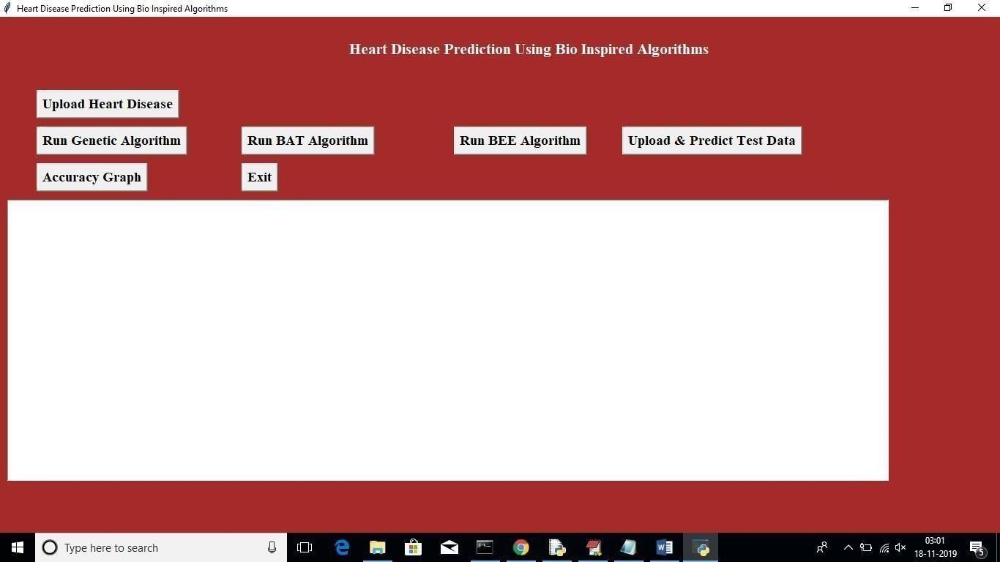 Heart Disease Prediction Using Bio Inspired Algorithms
Heart Disease Prediction Using Bio Inspired Algorithms
Upload Heart Disease
Run Genetic Algorithm Run BAT Algorithm Run BEE Algorithm Upload & Predict Test Data
Accuracy Graph Exit
Type here to search
03:01
18-11-2019
5